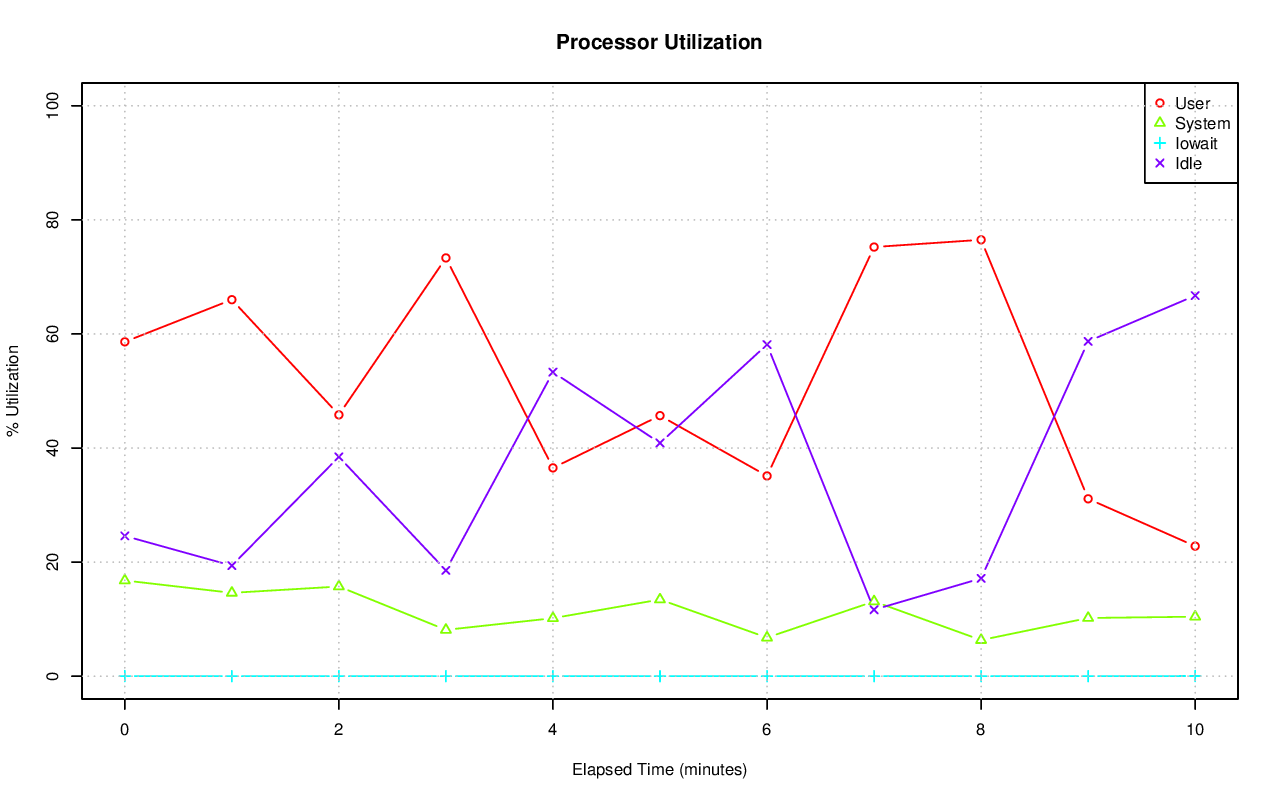 Processor Utilization
100
80
60
40
20
0
% Utilization
User
System
Iowait
Idle
0 2 4 6 8 10
Elapsed Time (minutes)